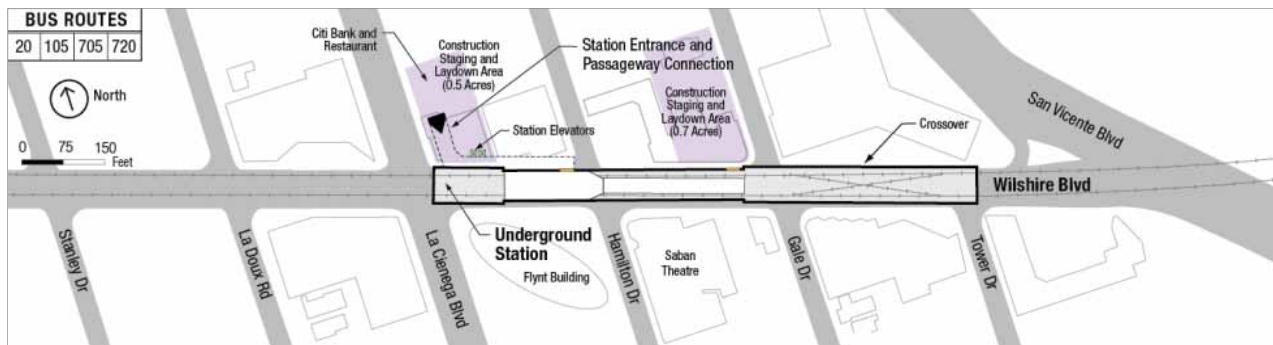 BUS ROUTES
20 105 705 720
North
0 75 150
Feet
Citi Bank and
Restaurant
Construction
Staging and
Laydown Area
(0.5 Acres)
Station Entrance and
Passageway Connection
Station Elevators
Construction
Staging and
Laydown Area
(0.7 Acres)
Crossover
San Vicente Blvd
Wilshire Blvd
Underground
Station
Flynt Building
Saban
Theatre
Stanley Dr
La Doux Rd
La Cienega Blvd
Hamilton Dr
Gale Dr
Tower Dr